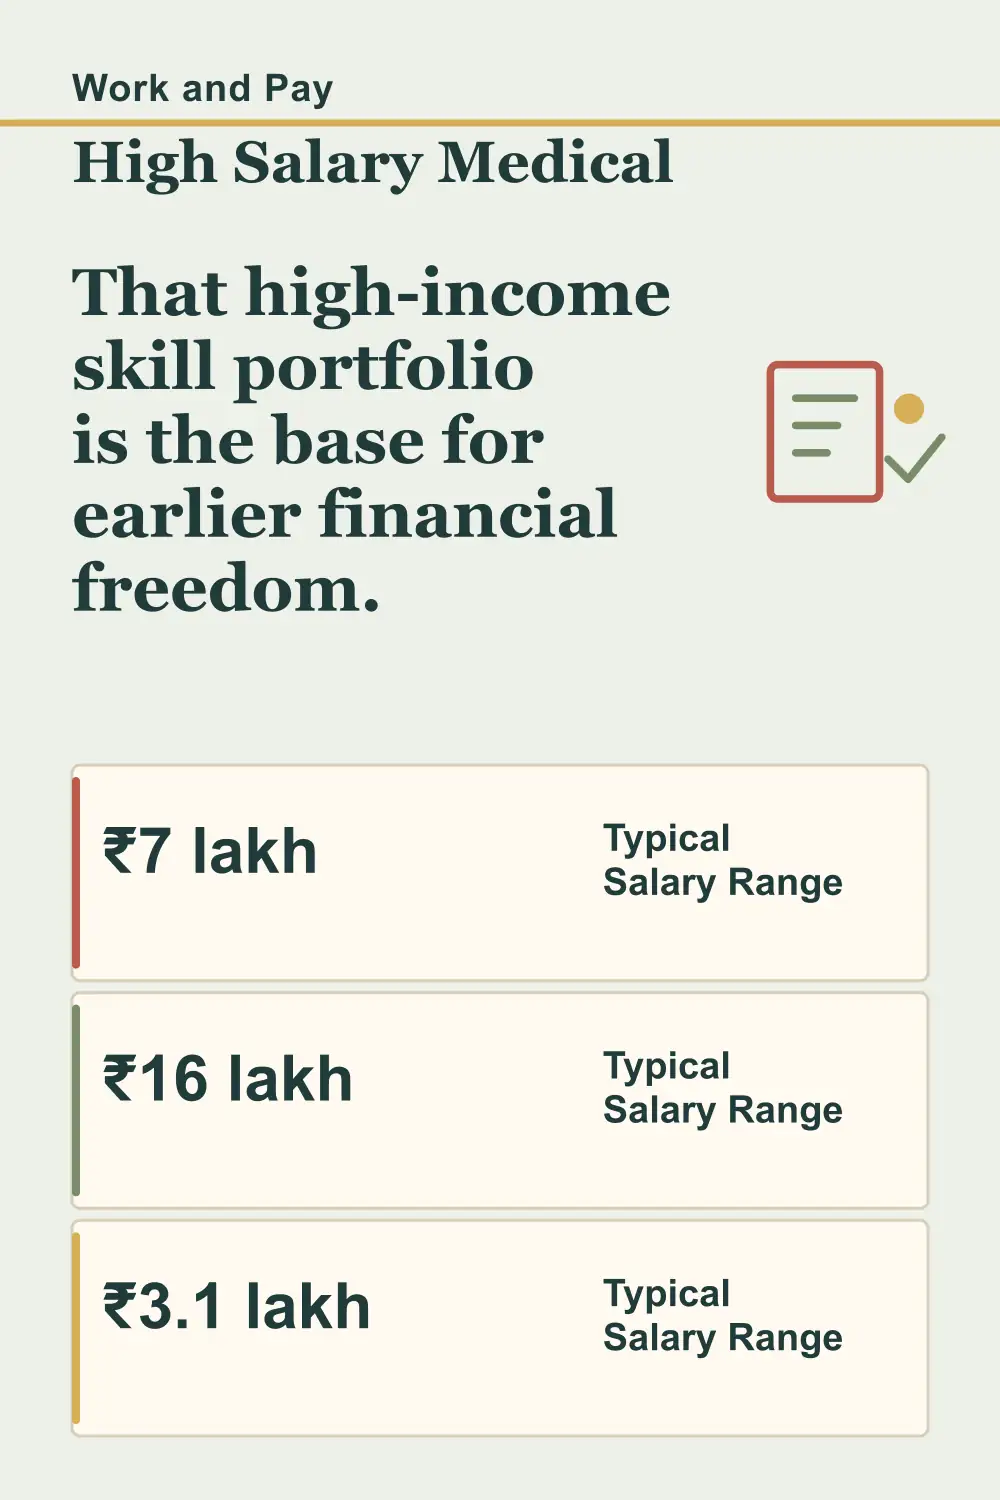 Work and Pay
High Salary Medical
That high-income
skill portfolio
is the base for
earlier financial
freedom.
₹7 lakh
Typical
Salary Range
₹16 lakh
Typical
Salary Range
₹3.1 lakh
Typical
Salary Range